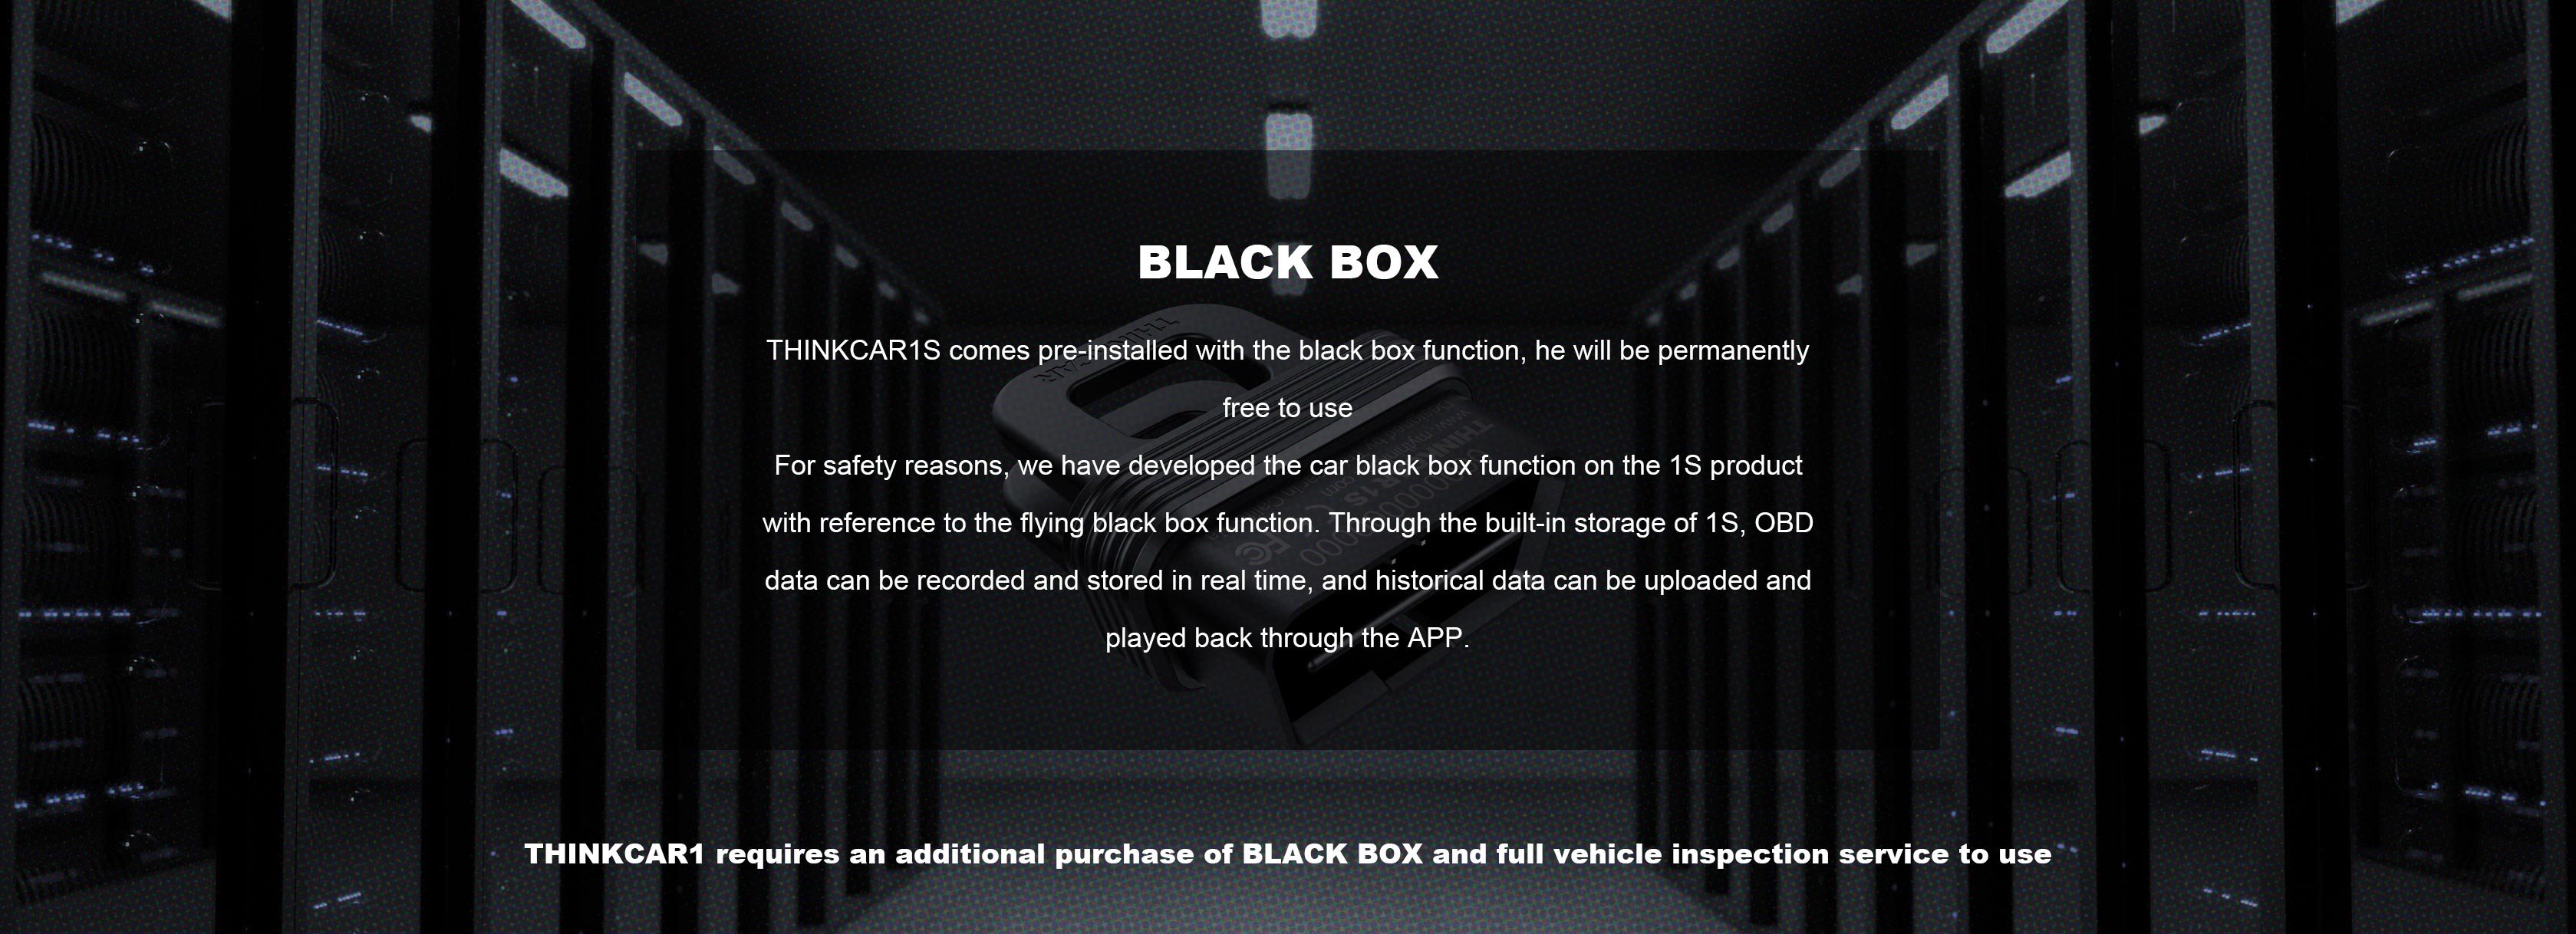 BLACK BOX
THINKCAR1S comes pre-installed with the black box function, he will be permanently
free to use
For safety reasons, we have developed the car black box function on the 1S product
with reference to the flying black box function. Through the built-in storage of 1S, OBD
data can be recorded and stored in real time, and historical data can be uploaded and
played back through the APP.
THINKCAR1 requires an additional purchase of BLACK BOX and full vehicle inspection service to use